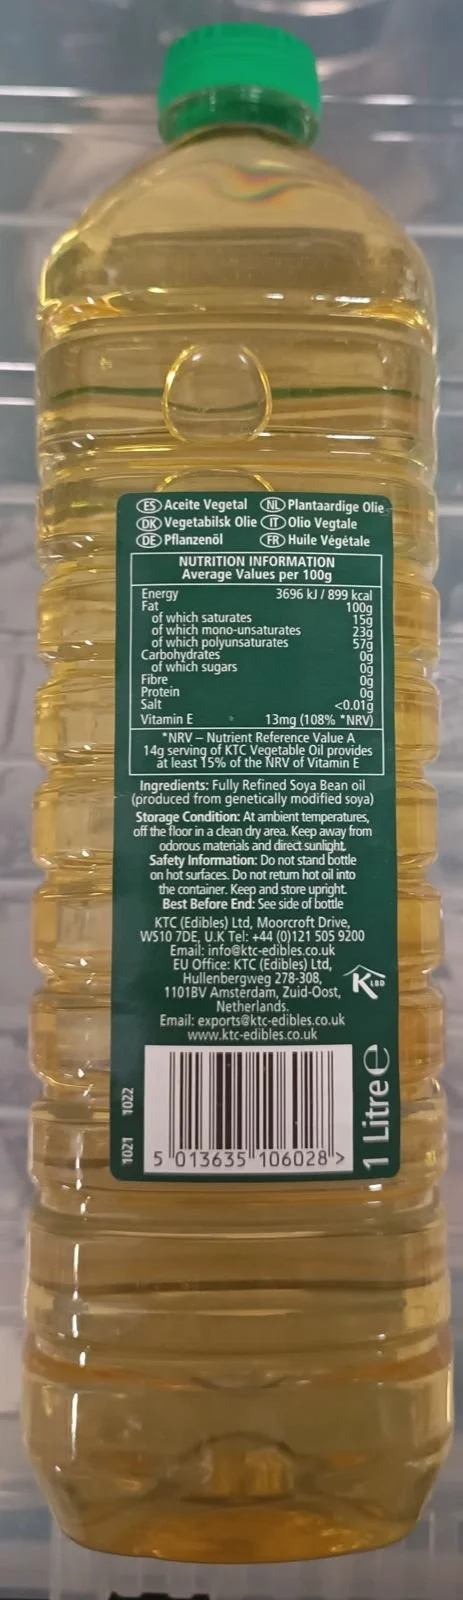 ES Aceite Vegetal NL Plantaardige Olie
DK Vegetabilsk Olie IT Olio Vegtale
DE Pflanzenöl FR Huile Végétale
NUTRITION INFORMATION
Average Values per 100g
Energy 3696 kJ / 899 kcal
Fat 100g
of which saturates 15g
of which mono-unsaturates 23g
of which polyunsaturates 57g
Carbohydrates 0g
of which sugars 0g
Fibre 0g
Protein 0g
Salt <0.01g
Vitamin E 13mg (108% *NRV)
*NRV – Nutrient Reference Value A
14g serving of KTC Vegetable Oil provides
at least 15% of the NRV of Vitamin E
Ingredients: Fully Refined Soya Bean oil
(produced from genetically modified soya)
Storage Condition: At ambient temperatures,
off the floor in a clean dry area. Keep away from
odorous materials and direct sunlight.
Safety Information: Do not stand bottle
on hot surfaces. Do not return hot oil into
the container. Keep and store upright.
Best Before End: See side of bottle
KTC (Edibles) Ltd, Moorcroft Drive,
WS10 7DE, U.K Tel: +44 (0)121 505 9200
Email: info@ktc-edibles.co.uk
EU Office: KTC (Edibles) Ltd,
Hullenbergweg 278-308,
1101BV Amsterdam, Zuid-Oost,
Netherlands.
Email: exports@ktc-edibles.co.uk
www.ktc-edibles.co.uk
KLBD
1021 1022
5 013635 106028 >
1 Litre ℮